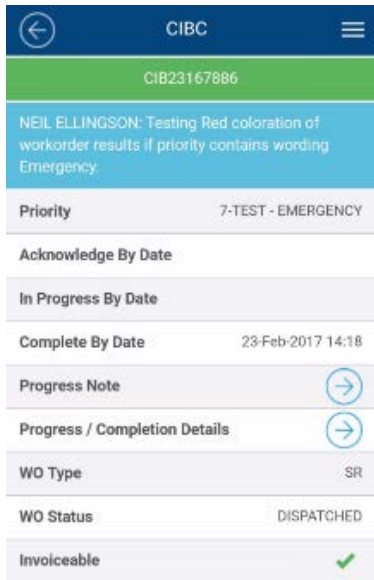 CIBC
CIB23167886
NEIL ELLINGSON: Testing Red coloration of
workorder results if priority contains wording
Emergency.
Priority 7-TEST - EMERGENCY
Acknowledge By Date
In Progress By Date
Complete By Date 23-Feb-2017 14:18
Progress Note
Progress / Completion Details
WO Type SR
WO Status DISPATCHED
Invoiceable